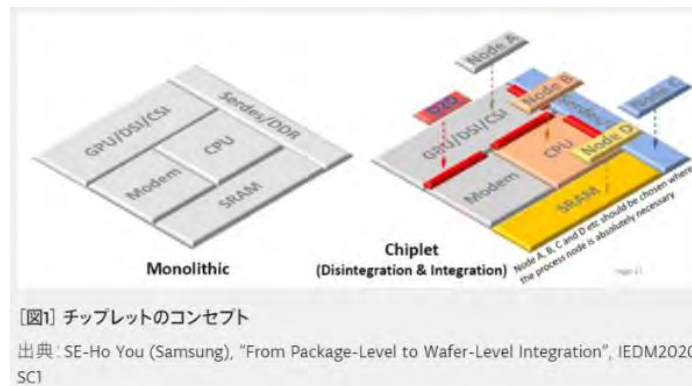 GPU/DSI/CSI
Serdes/DDR
CPU
Modem
SRAM
Monolithic
Node A
D2D
Node B
Node C
GPU/DSI/CSI
Serdes
Node D
CPU
Modem
SRAM
Chiplet
(Disintegration & Integration)
Node A, B, C and D etc should be chosen where
the process node is absolutely necessary
[図1] チップレットのコンセプト
出典：SE-Ho You (Samsung), “From Package-Level to Wafer-Level Integration”, IEDM2020
SC1